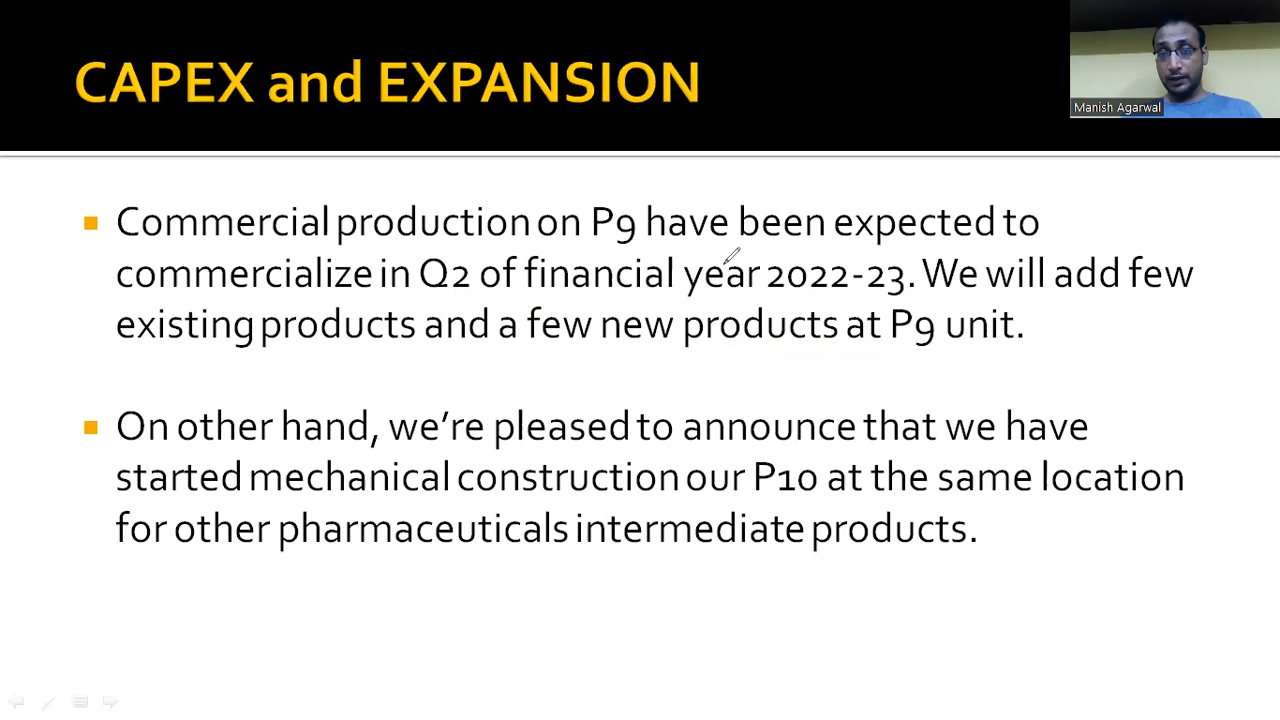 CAPEX and EXPANSION
Manish Agarwal
Commercial production on P9 have been expected to
commercialize in Q2 of financial year 2022-23. We will add few
existing products and a few new products at P9 unit.
On other hand, we’re pleased to announce that we have
started mechanical construction our P10 at the same location
for other pharmaceuticals intermediate products.